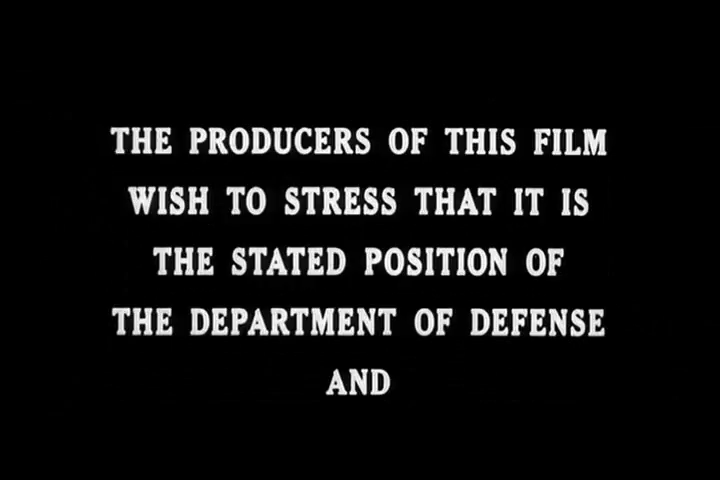 THE PRODUCERS OF THIS FILM
WISH TO STRESS THAT IT IS
THE STATED POSITION OF
THE DEPARTMENT OF DEFENSE
AND